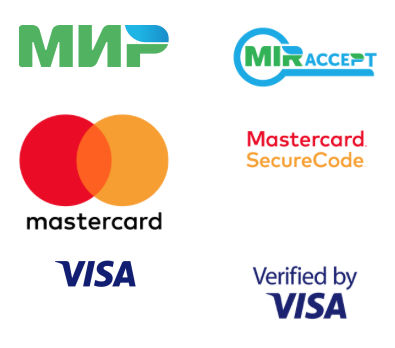 МИР
MIR ACCEPT
mastercard
Mastercard
SecureCode
VISA
Verified by
VISA